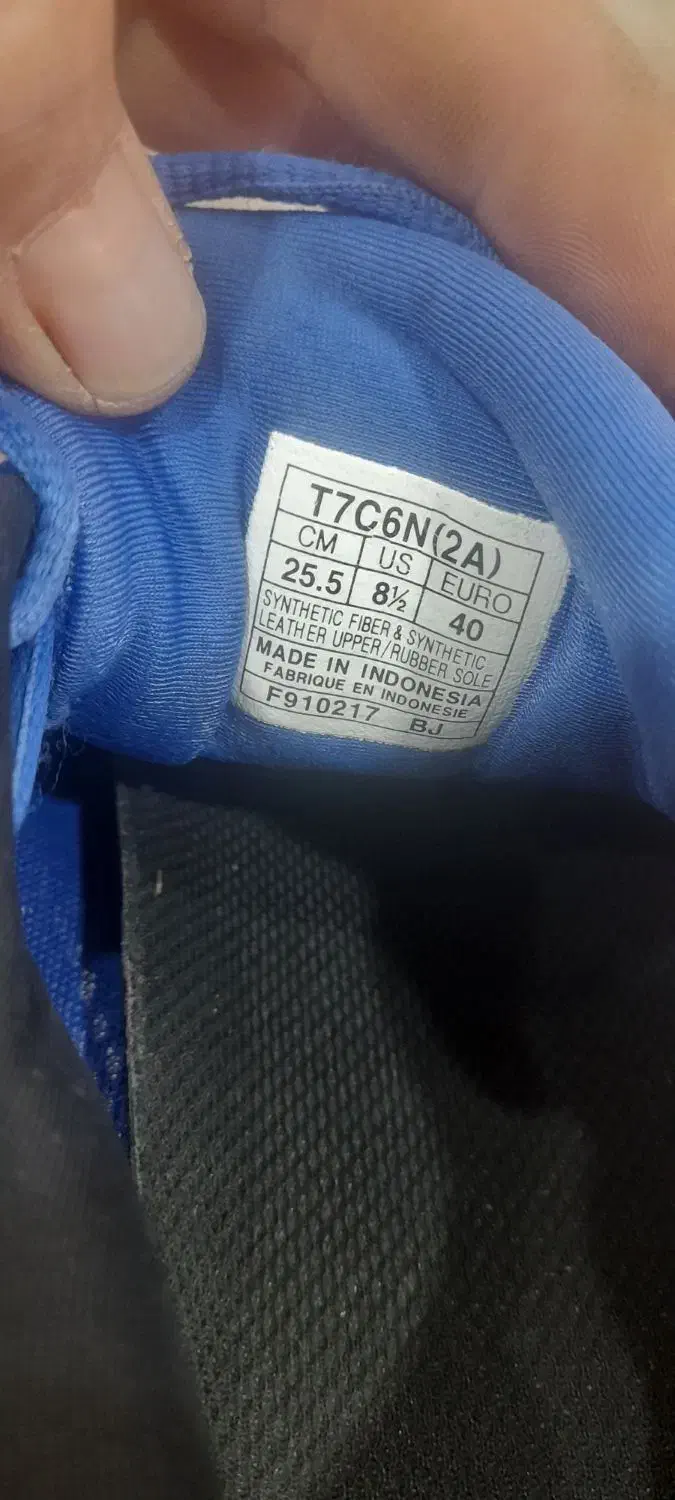 T7C6N(2A)
CM US EURO
25.5 8½ 40
SYNTHETIC FIBER & SYNTHETIC
LEATHER UPPER/RUBBER SOLE
MADE IN INDONESIA
FABRIQUE EN INDONESIE
F910217 BJ